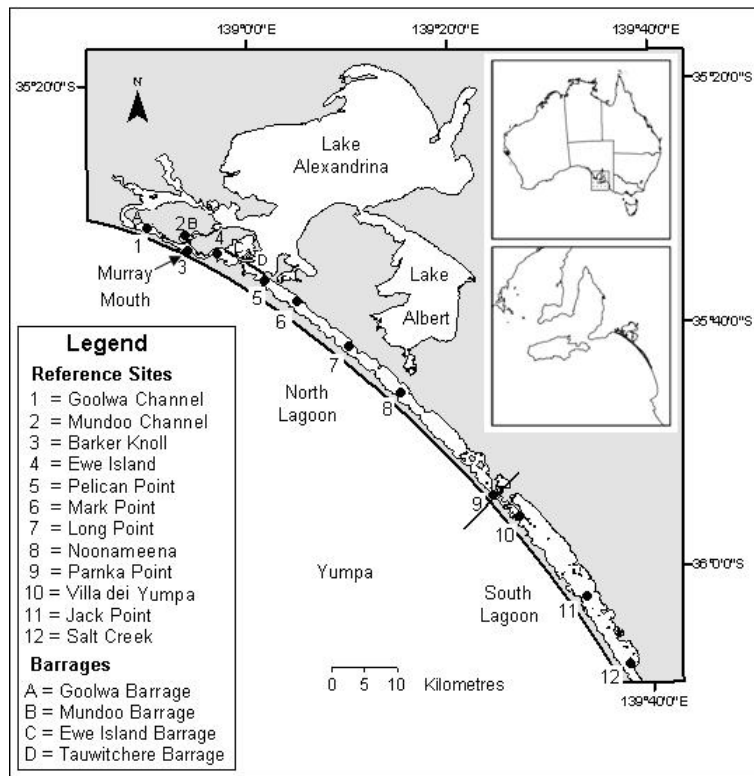 139°0'0"E
139°20'0"E
139°40'0"E
35°20'0"S
35°20'0"S
N
Lake
Alexandrina
A
2
B
4
C
D
1
3
Murray
Mouth
5
6
Lake
Albert
35°40'0"S
7
North
Lagoon
8
9
10
Yumpa
36°0'0"S
South
Lagoon
11
12
139°40'0"E
0 5 10 Kilometres
Legend
Reference Sites
1 = Goolwa Channel
2 = Mundoo Channel
3 = Barker Knoll
4 = Ewe Island
5 = Pelican Point
6 = Mark Point
7 = Long Point
8 = Noonameena
9 = Parnka Point
10 = Villa dei Yumpa
11 = Jack Point
12 = Salt Creek
Barrages
A = Goolwa Barrage
B = Mundoo Barrage
C = Ewe Island Barrage
D = Tauwitchere Barrage